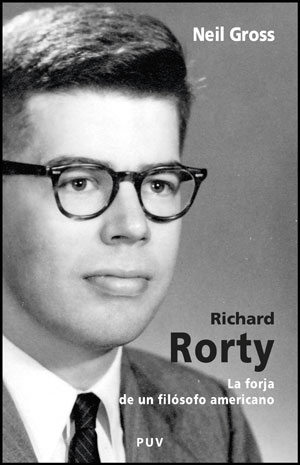 Neil Gross
Richard
Rorty
La forja
de un filósofo americano
PUV